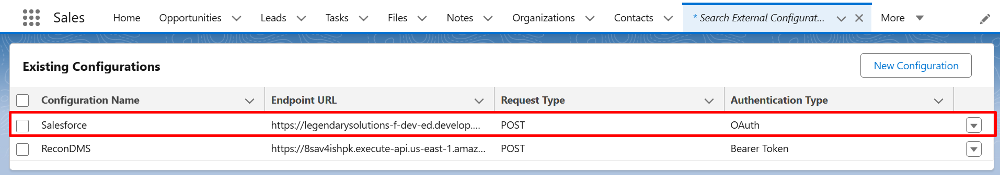 Sales Home Opportunities Leads Tasks Files Notes Organizations Contacts * Search External Configurat... More
Existing Configurations
New Configuration
Configuration Name Endpoint URL Request Type Authentication Type
Salesforce https://legendarysolutions-f-dev-ed.develop.... POST OAuth
ReconDMS https://8sav4ishpk.execute-api.us-east-1.amaz... POST Bearer Token